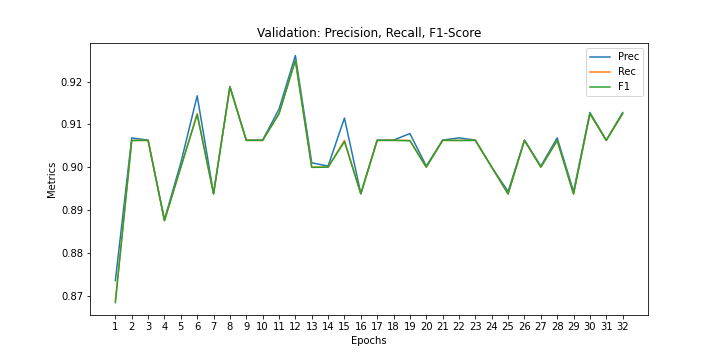 Validation: Precision, Recall, F1-Score
Prec
Rec
F1
0.92
0.91
0.90
0.89
0.88
0.87
Metrics
1 2 3 4 5 6 7 8 9 10 11 12 13 14 15 16 17 18 19 20 21 22 23 24 25 26 27 28 29 30 31 32
Epochs